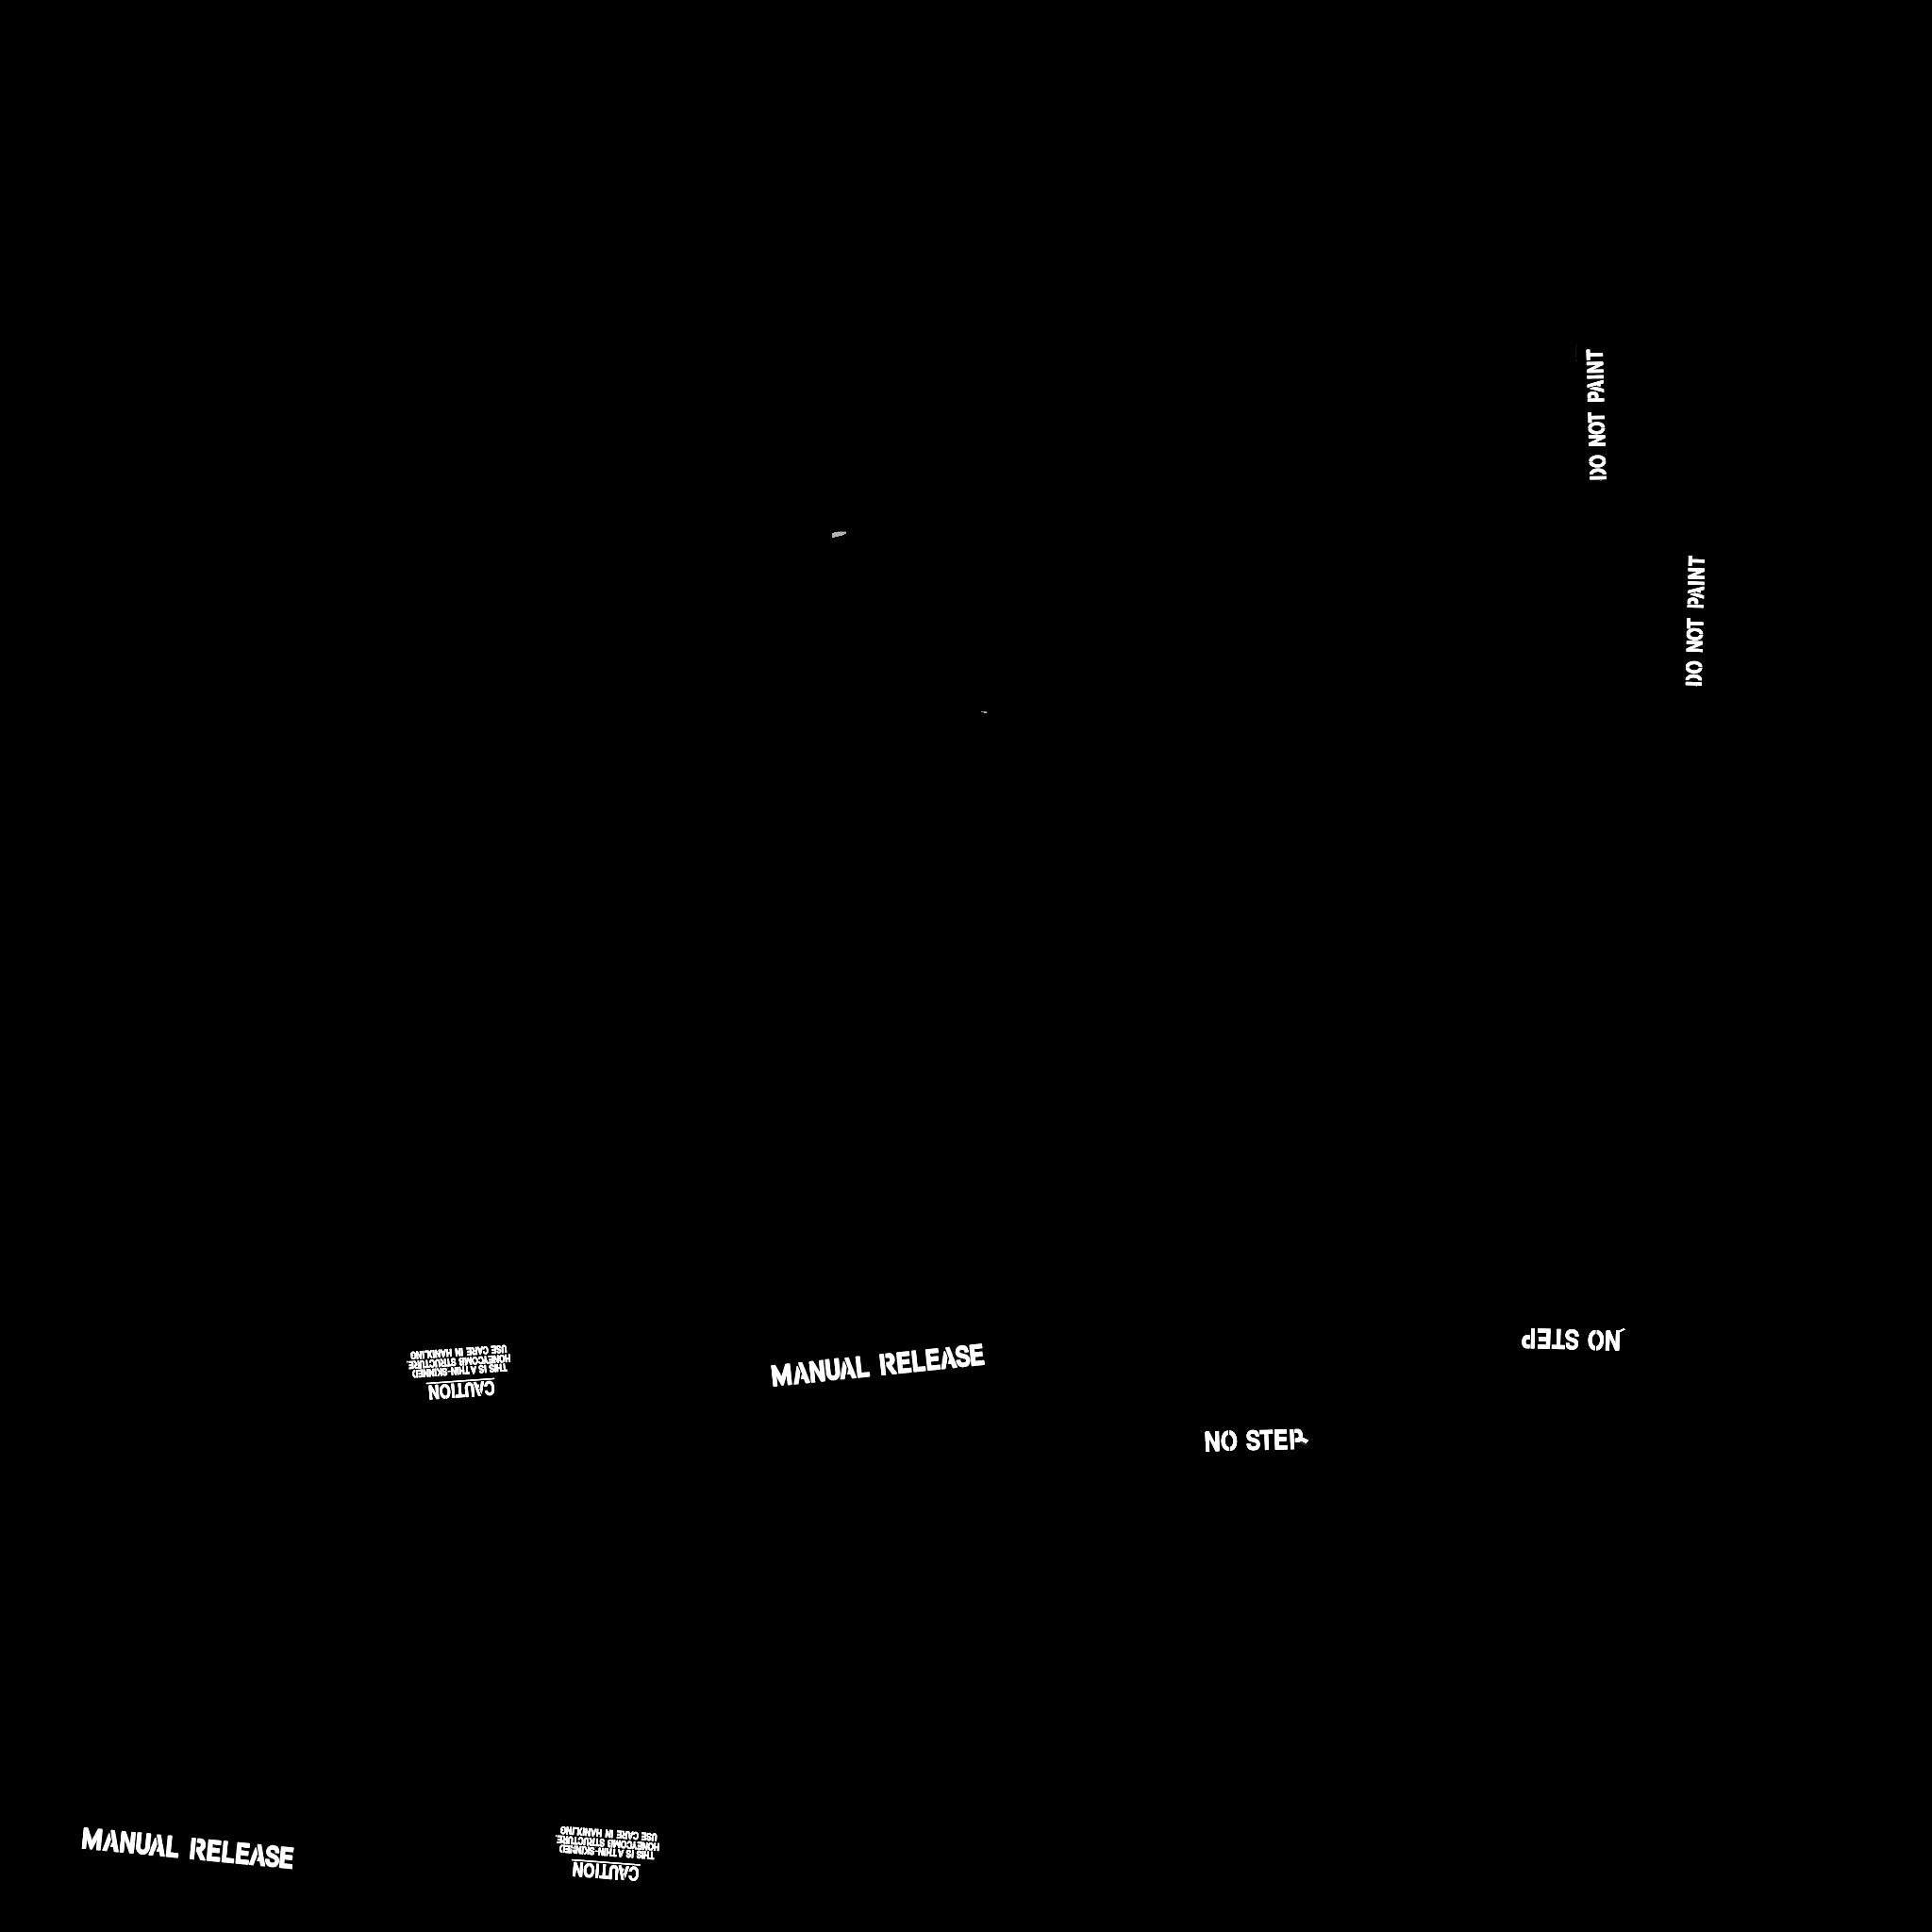 DO NOT PAINT
DO NOT PAINT
NO STEP
CAUTION
THIS IS A THIN-SKINNED
HONEYCOMB STRUCTURE.
USE CARE IN HANDLING
MANUAL RELEASE
NO STEP
MANUAL RELEASE
CAUTION
THIS IS A THIN-SKINNED
HONEYCOMB STRUCTURE.
USE CARE IN HANDLING